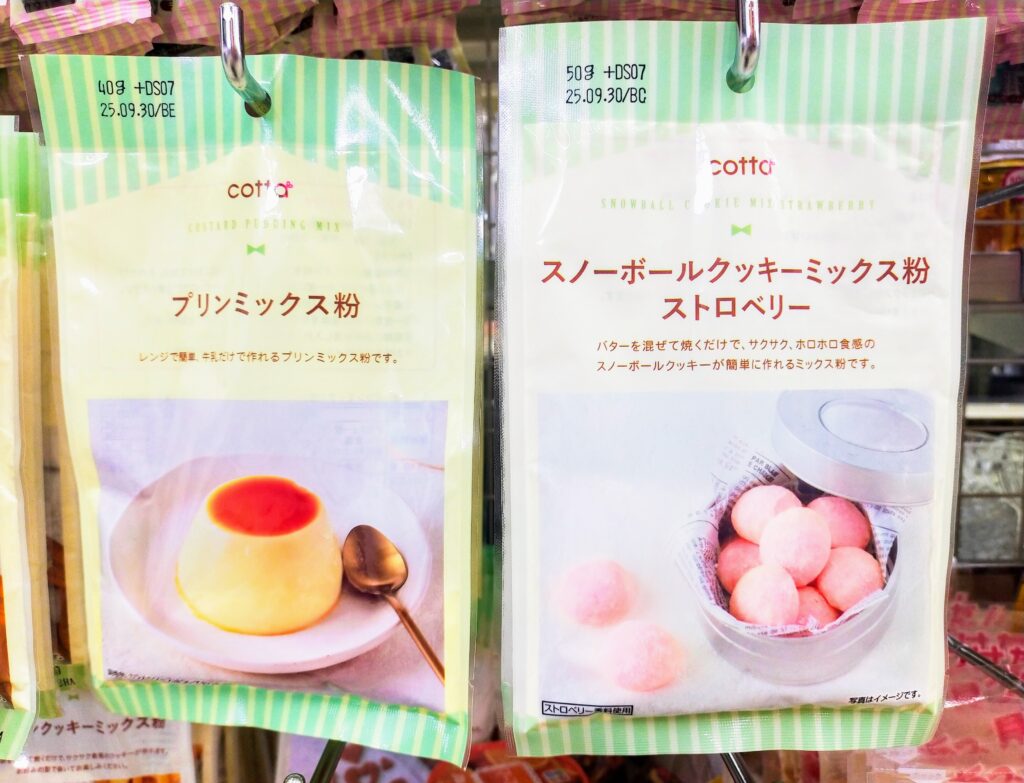 40g +DS07
25.09.30/BE
cotta
CUSTARD PUDDING MIX
プリンミックス粉
レンジで簡単、牛乳だけで作れるプリンミックス粉です。
50g +DS07
25.09.30/BC
cotta
SNOWBALL COOKIE MIX STRAWBERRY
スノーボールクッキーミックス粉
ストロベリー
バターを混ぜて焼くだけで、サクサク、ホロホロ食感の
スノーボールクッキーが簡単に作れるミックス粉です。
ストロベリー香料使用
写真はイメージです。
クッキーミックス粉